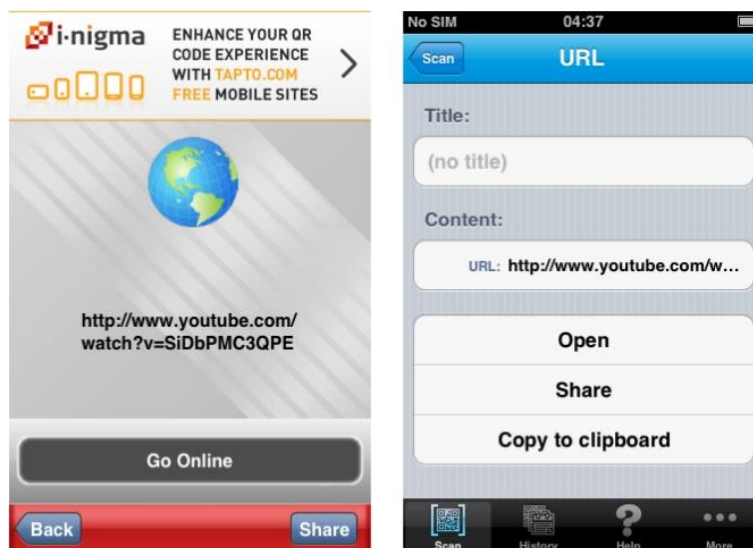 i-nigma
ENHANCE YOUR QR
CODE EXPERIENCE
WITH TAPTO.COM
FREE MOBILE SITES
http://www.youtube.com/
watch?v=SiDbPMC3QPE
Go Online
Back
Share
No SIM 04:37
Scan
URL
Title:
(no title)
Content:
URL: http://www.youtube.com/w...
Open
Share
Copy to clipboard
Scan History Help More